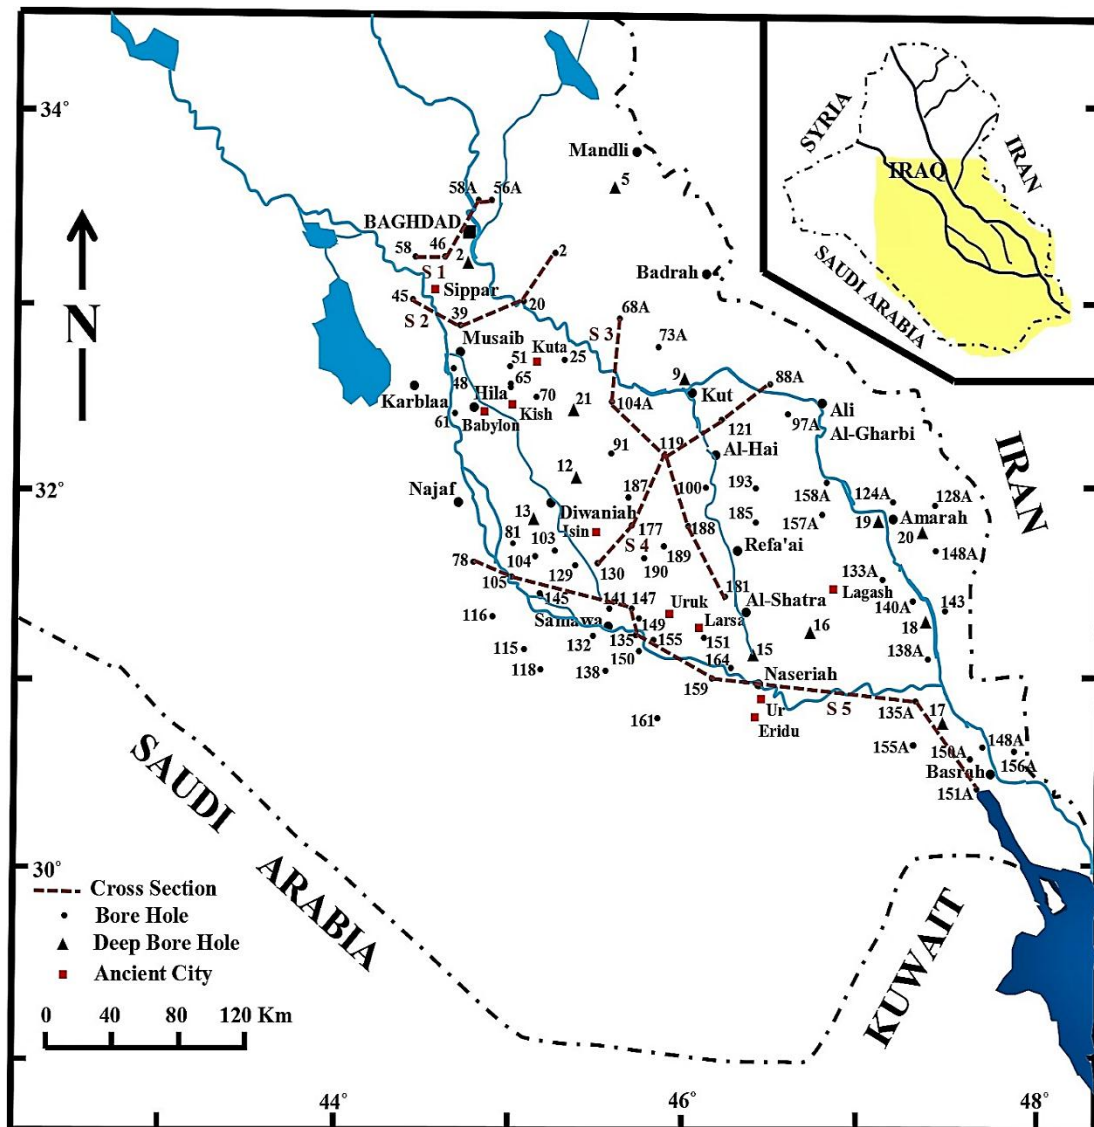 34°
32°
30°
44°
46°
48°
N
SYRIA
IRAN
IRAQ
SAUDI ARABIA
Mandli
5
58A
56A
BAGHDAD
58
46
2
2
S 1
Sippar
Badrah
45
S 2
39
20
68A
S 3
73A
Musaib
Kuta
51
25
48
65
Hila
70
21
9
88A
Karblaa
Kish
104A
Kut
Ali
Al-Gharbi
61
Babylon
121
97A
91
119
Al-Hai
12
187
100
193
158A
124A
128A
IRAN
Najaf
13
Diwaniah
Isin
177
188
185
157A
19
Amarah
20
81
103
S 4
189
Refa'ai
148A
78
104
129
130
190
133A
105
181
Lagash
145
141
147
Uruk
Al-Shatra
140A
143
116
Samawa
149
Larsa
16
18
115
132
135
155
151
15
138A
118
138
150
164
Naseriah
159
Ur
S 5
135A
17
161
Eridu
155A
150A
148A
Basrah
156A
151A
SAUDI
ARABIA
KUWAIT
Cross Section
Bore Hole
Deep Bore Hole
Ancient City
0 40 80 120 Km